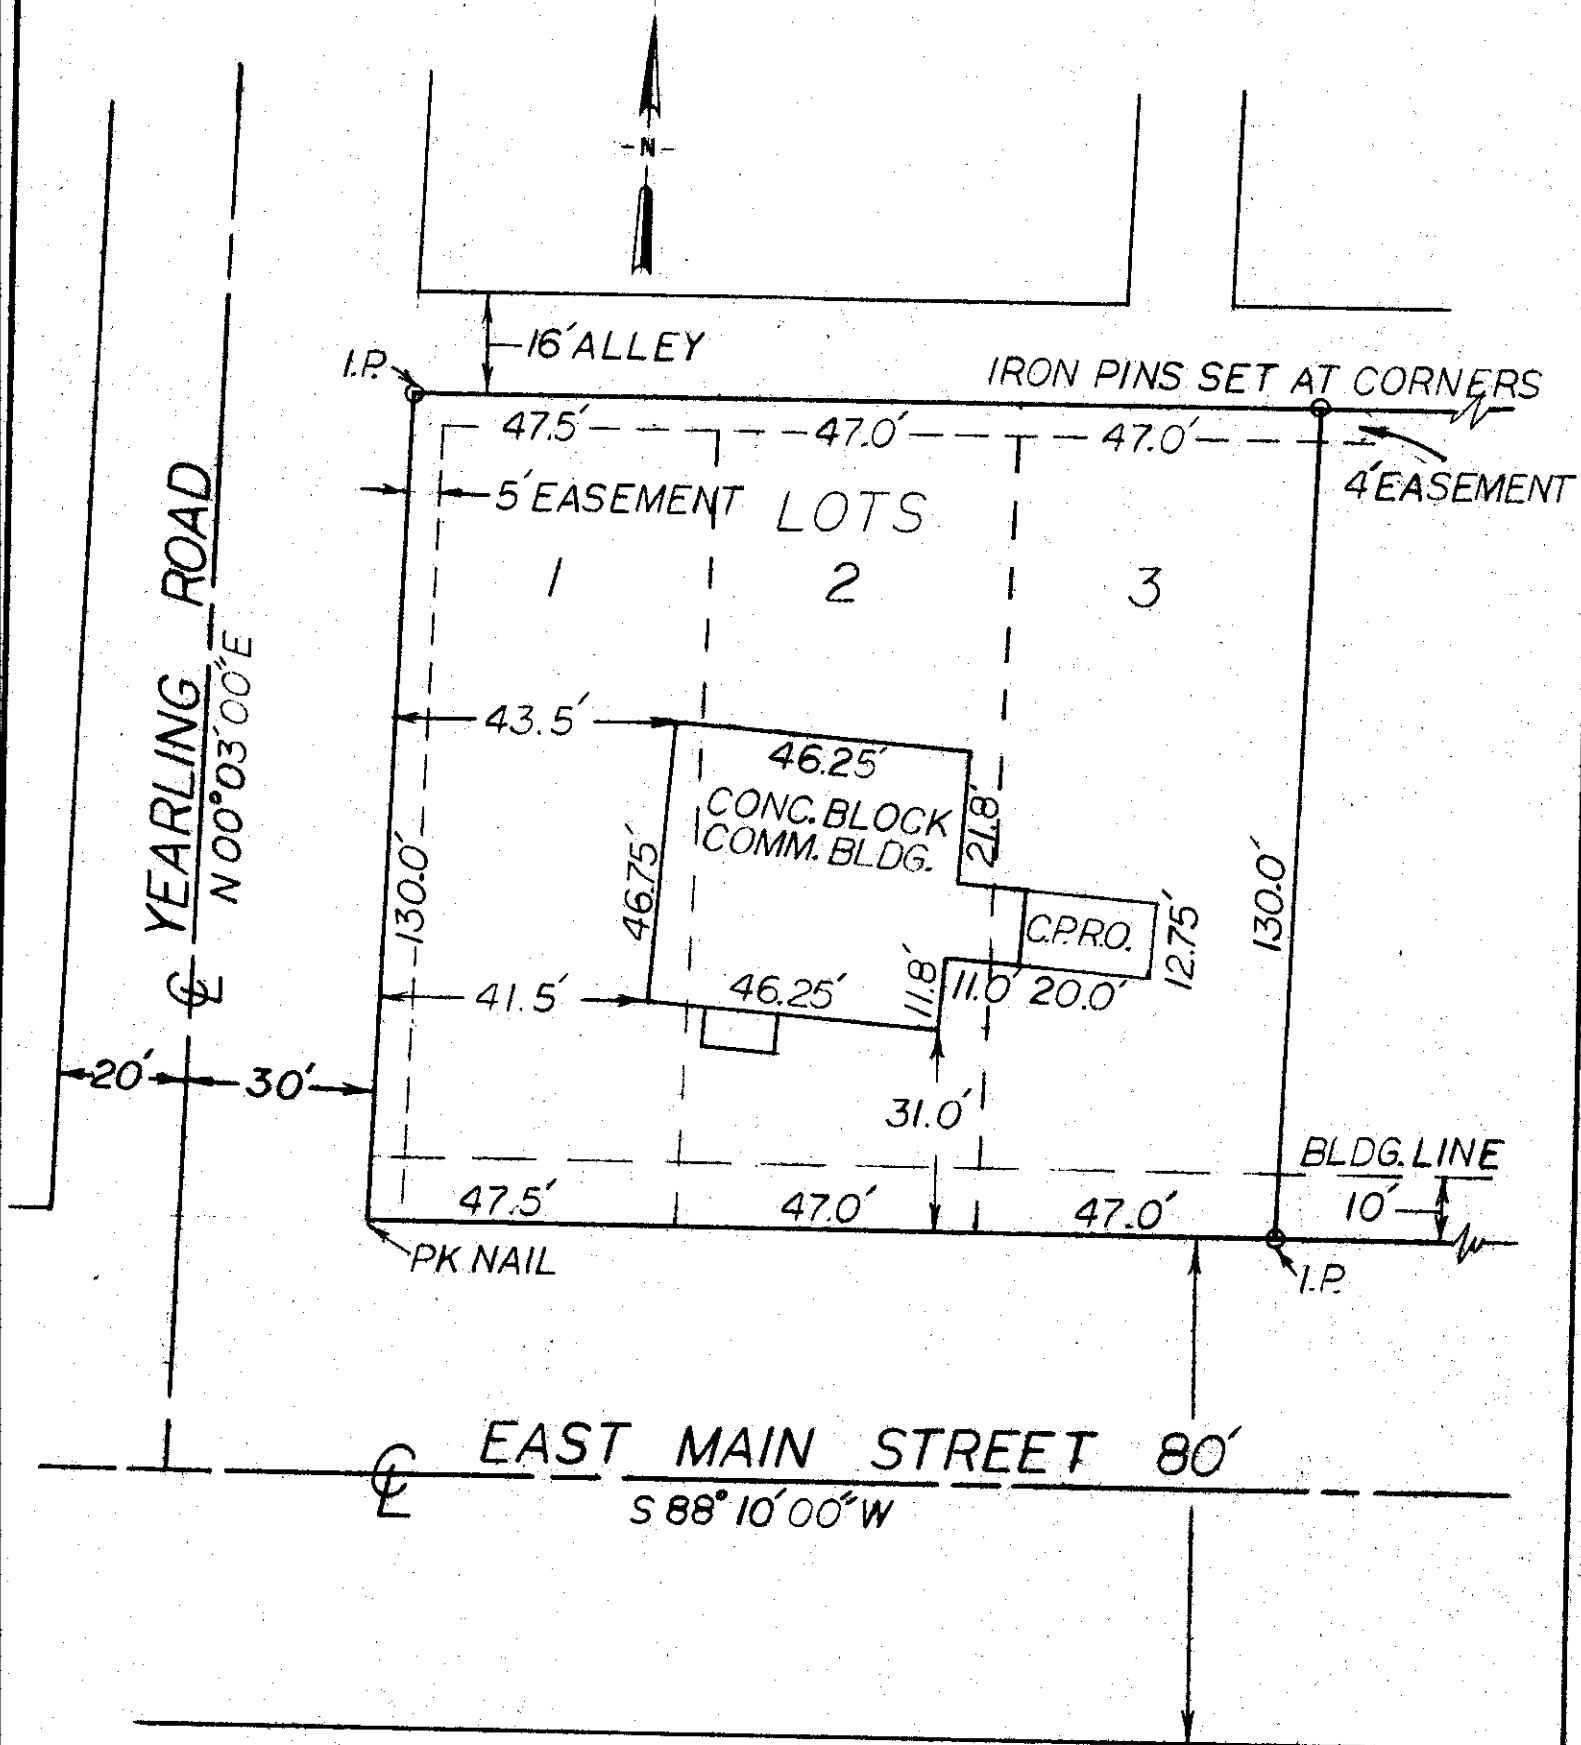 N
16' ALLEY
I.P.
IRON PINS SET AT CORNERS
47.5' 47.0' 47.0'
5' EASEMENT
4' EASEMENT
LOTS
1 2 3
YEARLING ROAD
N 00° 03' 00" E
43.5'
46.25'
CONC. BLOCK
COMM. BLDG.
21.8'
46.75'
130.0'
130.0'
C.P.R.O.
12.75'
11.8'
11.0' 20.0'
41.5'
46.25'
℄
20' 30'
31.0'
BLDG. LINE
10'
47.5' 47.0' 47.0'
PK NAIL
I.P.
EAST MAIN STREET 80'
℄
S 88° 10' 00" W